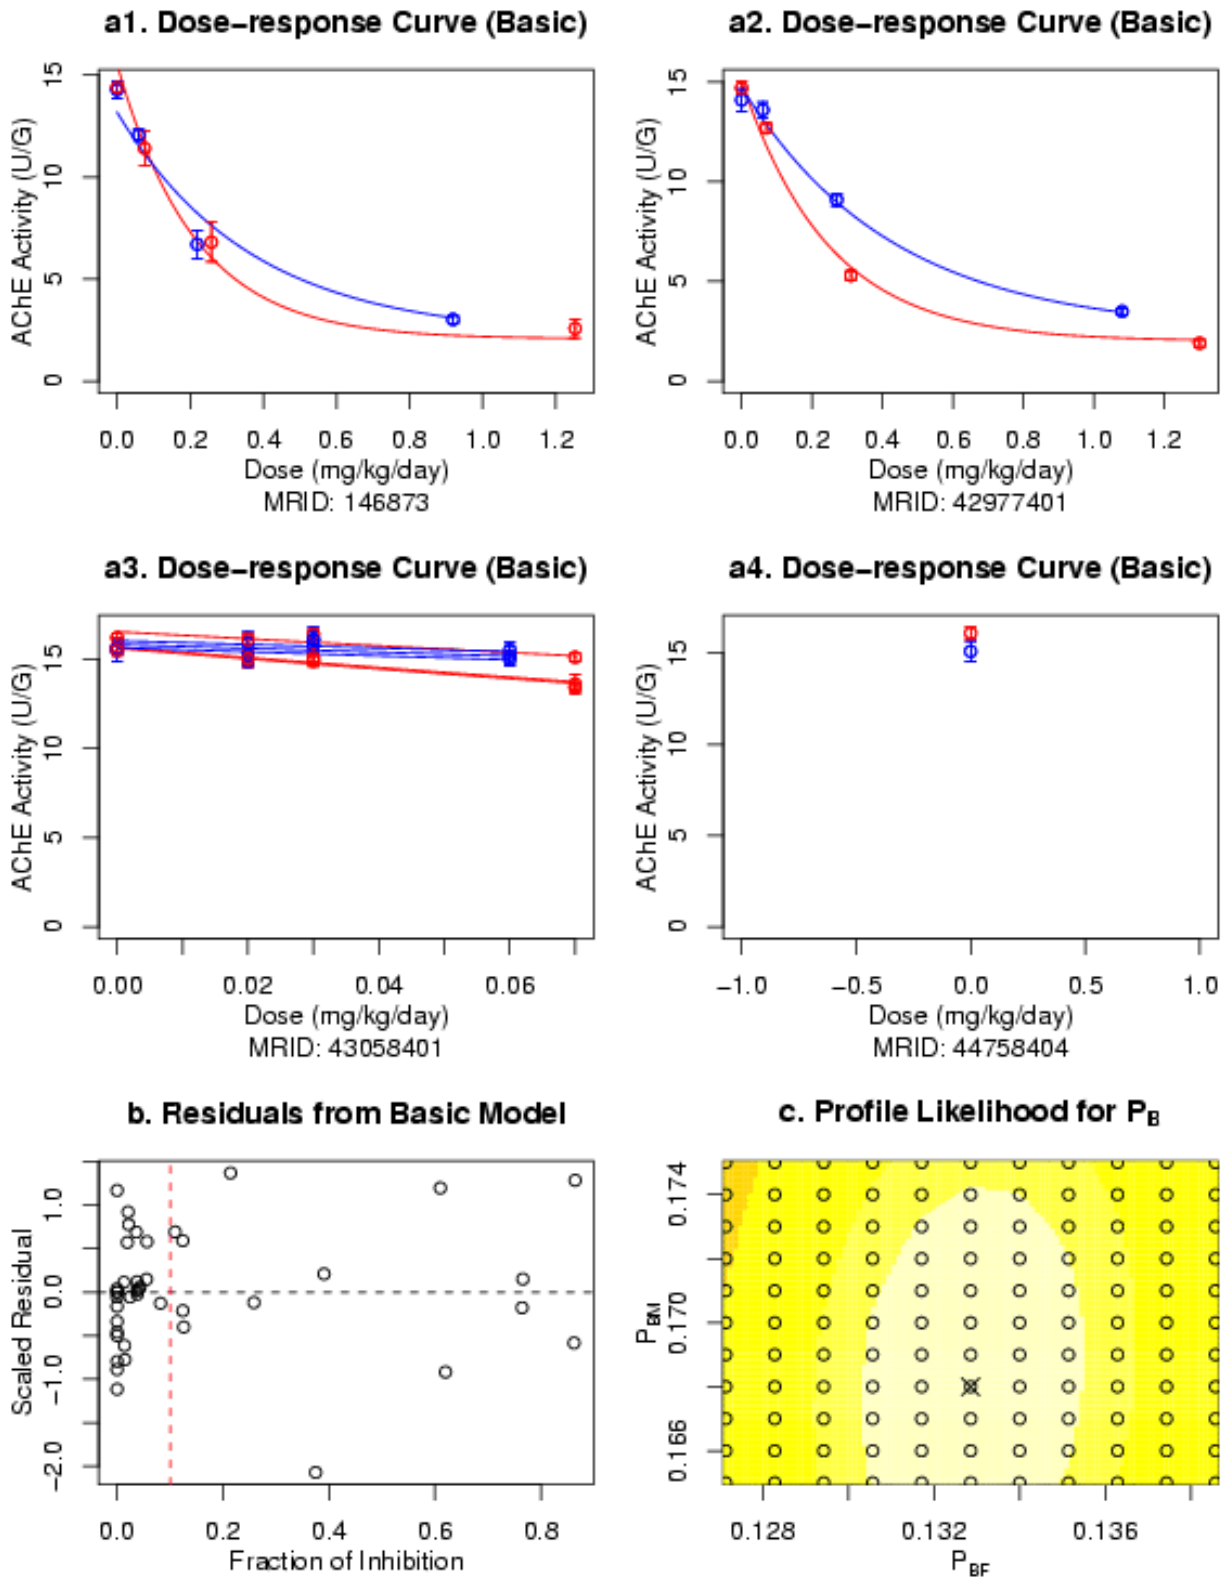 a1. Dose–response Curve (Basic)
AChE Activity (U/G)
15
10
5
0
0.0 0.2 0.4 0.6 0.8 1.0 1.2
Dose (mg/kg/day)
MRID: 146873
a2. Dose–response Curve (Basic)
AChE Activity (U/G)
15
10
5
0
0.0 0.2 0.4 0.6 0.8 1.0 1.2
Dose (mg/kg/day)
MRID: 42977401
a3. Dose–response Curve (Basic)
AChE Activity (U/G)
15
10
5
0
0.00 0.02 0.04 0.06
Dose (mg/kg/day)
MRID: 43058401
a4. Dose–response Curve (Basic)
AChE Activity (U/G)
15
10
5
0
−1.0 −0.5 0.0 0.5 1.0
Dose (mg/kg/day)
MRID: 44758404
b. Residuals from Basic Model
Scaled Residual
1.0
0.0
−1.0
−2.0
0.0 0.2 0.4 0.6 0.8
Fraction of Inhibition
c. Profile Likelihood for PB
PBM
0.174
0.170
0.166
0.128 0.132 0.136
PBF